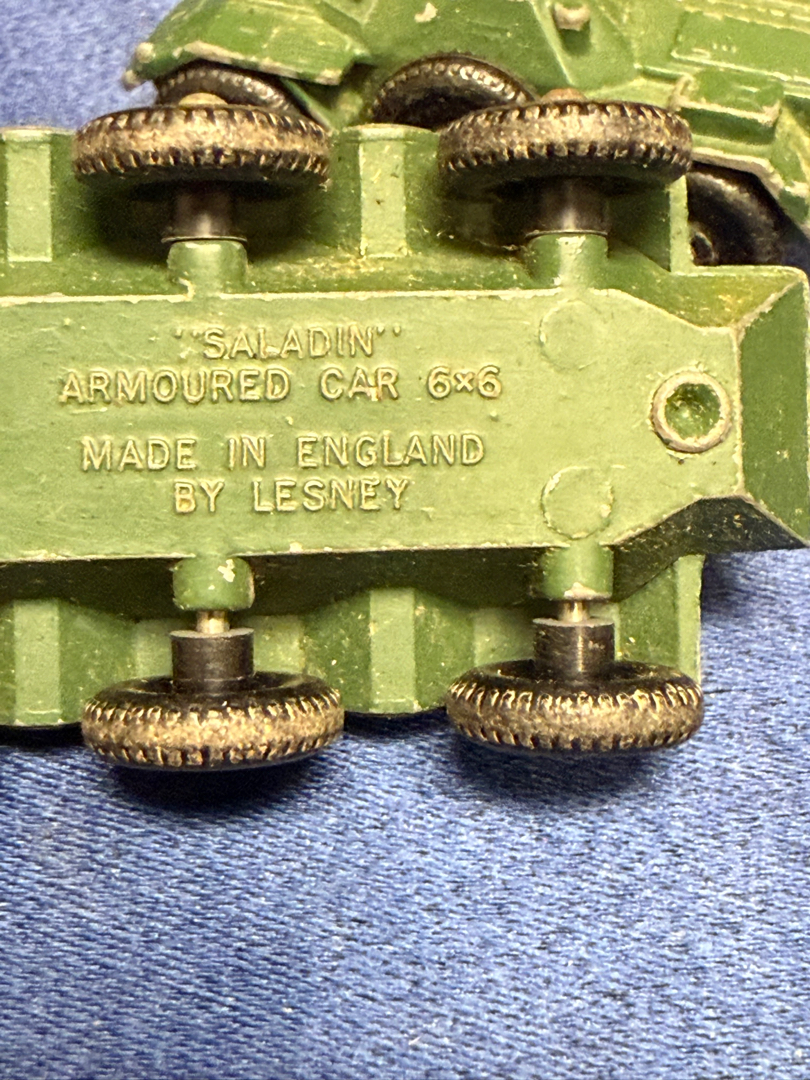 "SALADIN"
ARMOURED CAR 6×6
MADE IN ENGLAND
BY LESNEY